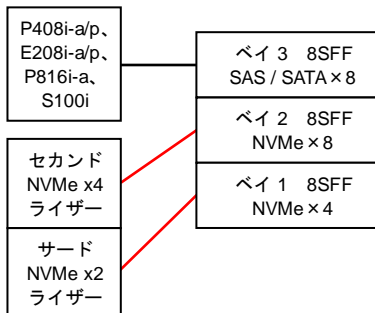 P408i-a/p、
E208i-a/p、
P816i-a、
S100i
ベイ 3 8SFF
SAS / SATA×8
ベイ 2 8SFF
NVMe×8
ベイ 1 8SFF
NVMe×4
セカンド
NVMe x4
ライザー
サード
NVMe x2
ライザー